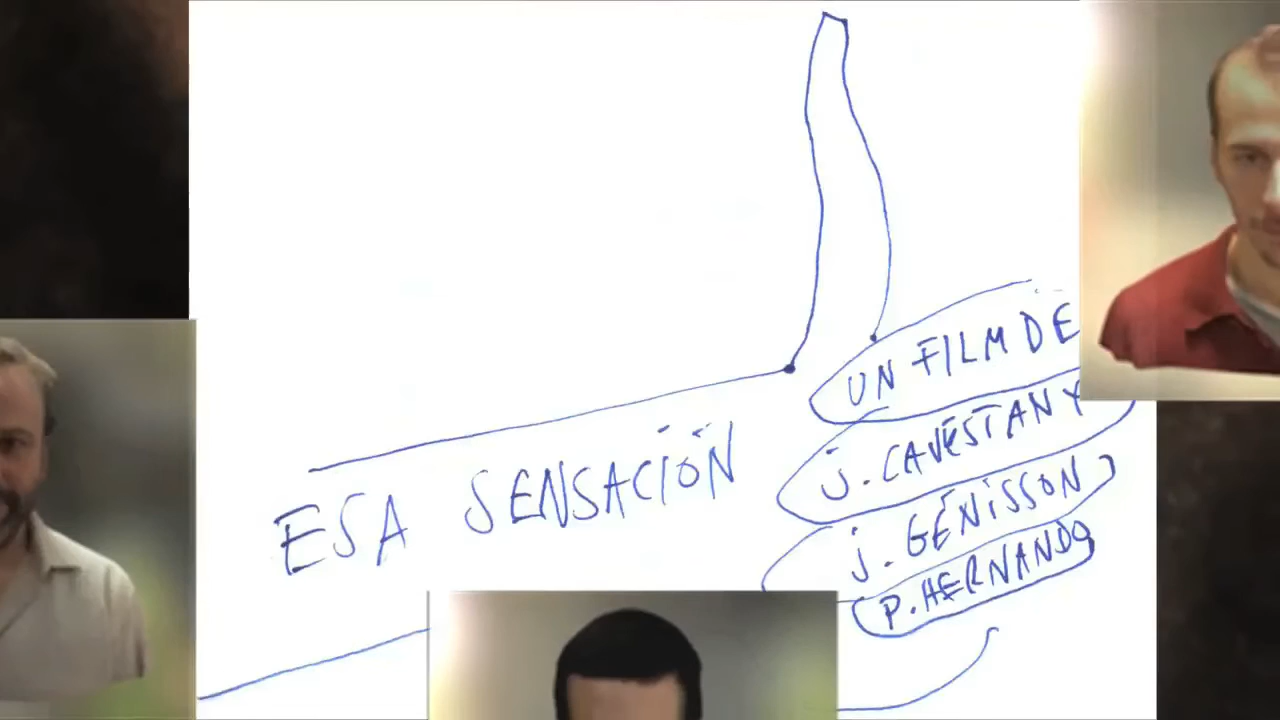 ESA SENSACIÓN
UN FILM DE
j. CAVESTANY
j. GÉNISSON
P. HERNANDO